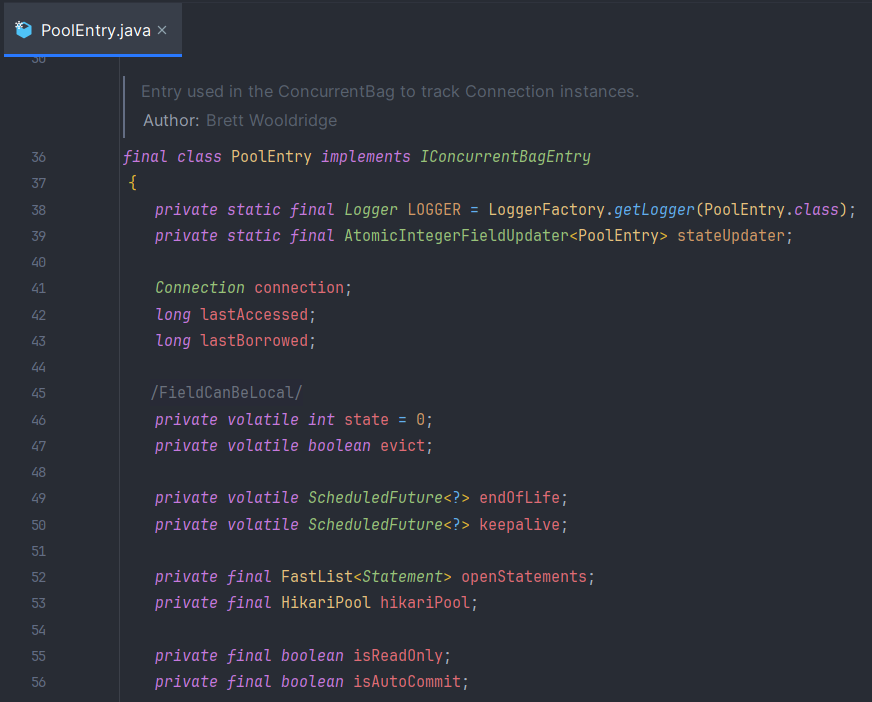 PoolEntry.java ×
Entry used in the ConcurrentBag to track Connection instances.
Author: Brett Wooldridge
36 final class PoolEntry implements IConcurrentBagEntry
37 {
38 private static final Logger LOGGER = LoggerFactory.getLogger(PoolEntry.class);
39 private static final AtomicIntegerFieldUpdater<PoolEntry> stateUpdater;
40
41 Connection connection;
42 long lastAccessed;
43 long lastBorrowed;
44
45 /FieldCanBeLocal/
46 private volatile int state = 0;
47 private volatile boolean evict;
48
49 private volatile ScheduledFuture<?> endOfLife;
50 private volatile ScheduledFuture<?> keepalive;
51
52 private final FastList<Statement> openStatements;
53 private final HikariPool hikariPool;
54
55 private final boolean isReadOnly;
56 private final boolean isAutoCommit;